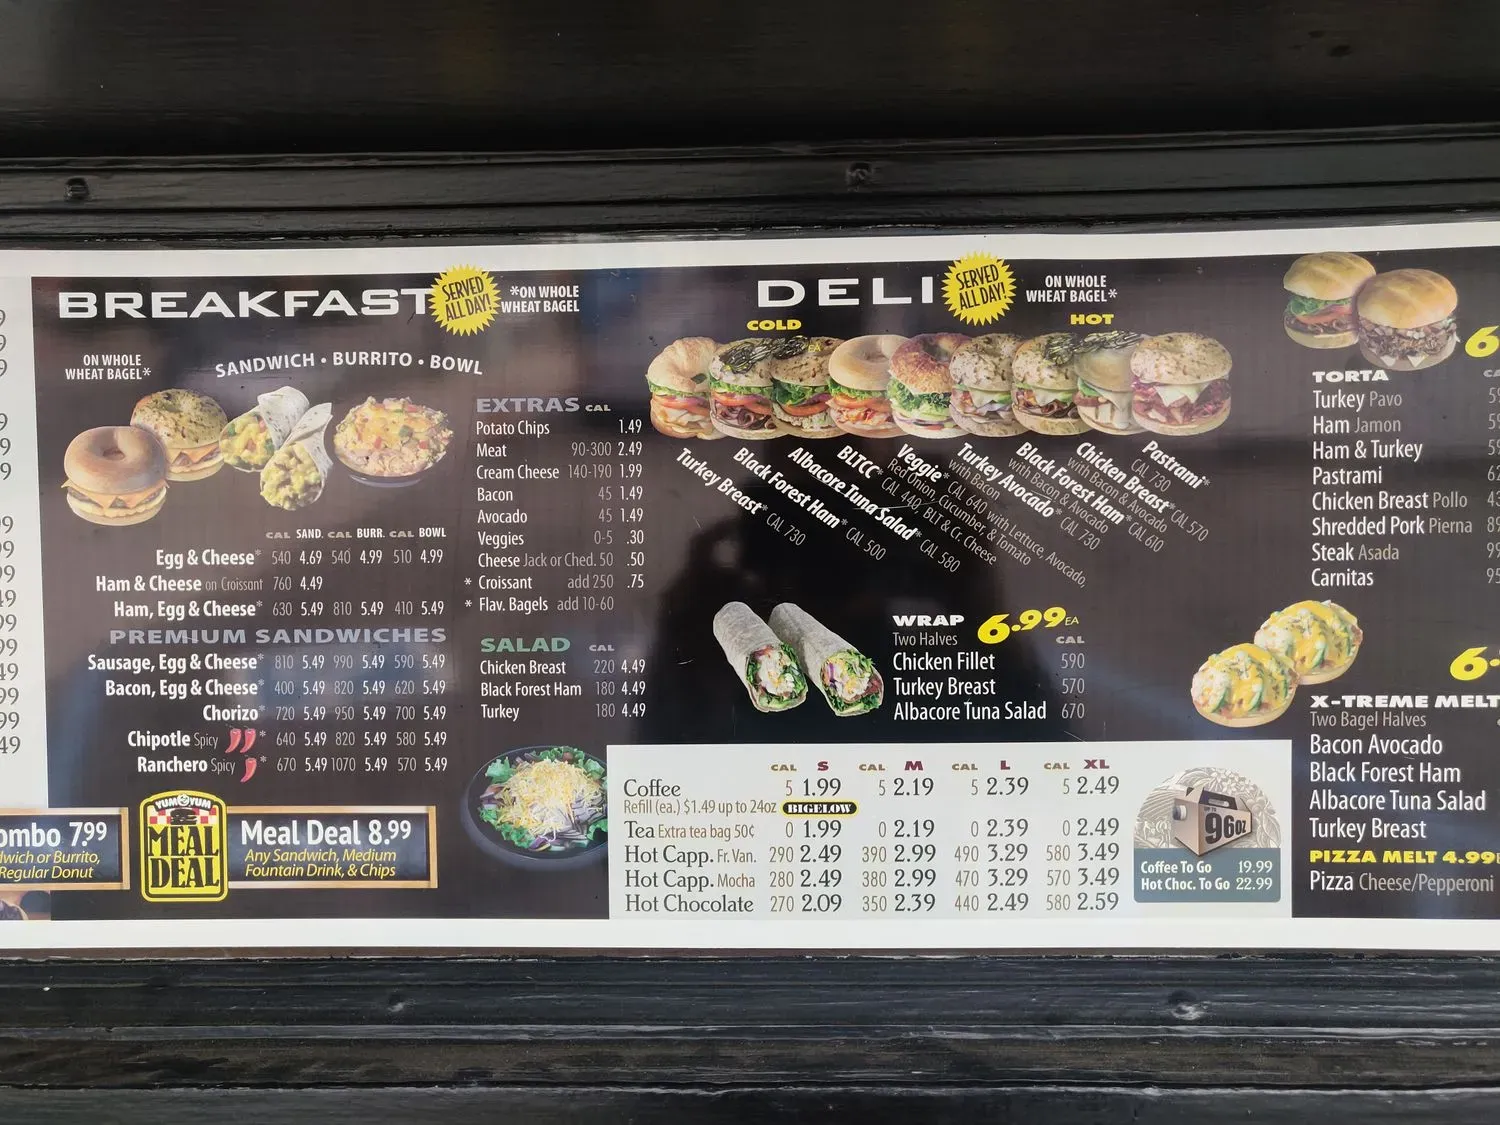 BREAKFAST
SERVED
ALL DAY!
*ON WHOLE
WHEAT BAGEL
ON WHOLE
WHEAT BAGEL*
SANDWICH • BURRITO • BOWL
CAL SAND. CAL BURR. CAL BOWL
Egg & Cheese* 540 4.69 540 4.99 510 4.99
Ham & Cheese on Croissant 760 4.49
Ham, Egg & Cheese* 630 5.49 810 5.49 410 5.49
PREMIUM SANDWICHES
Sausage, Egg & Cheese* 810 5.49 990 5.49 590 5.49
Bacon, Egg & Cheese* 400 5.49 820 5.49 620 5.49
Chorizo* 720 5.49 950 5.49 700 5.49
Chipotle Spicy * 640 5.49 820 5.49 580 5.49
Ranchero Spicy * 670 5.49 1070 5.49 570 5.49
7.99
Burrito,
Regular Donut
YUM YUM
MEAL
DEAL
Meal Deal 8.99
Any Sandwich, Medium
Fountain Drink, & Chips
EXTRAS CAL
Potato Chips 1.49
Meat 90-300 2.49
Cream Cheese 140-190 1.99
Bacon 45 1.49
Avocado 45 1.49
Veggies 0-5 .30
Cheese Jack or Ched. 50 .50
* Croissant add 250 .75
* Flav. Bagels add 10-60
SALAD CAL
Chicken Breast 220 4.49
Black Forest Ham 180 4.49
Turkey 180 4.49
DELI
SERVED
ALL DAY!
ON WHOLE
WHEAT BAGEL*
COLD
EA
HOT
Turkey Breast* CAL 730
Black Forest Ham* CAL 500
Albacore Tuna Salad* CAL 580
BLTCC* CAL 440, BLT & Cr. Cheese
Veggie* CAL 640 with Lettuce, Avocado,
Red Onion, Cucumber, & Tomato
Turkey Avocado* CAL 730
with Bacon
Black Forest Ham* CAL 610
with Bacon & Avocado
Chicken Breast* CAL 570
with Bacon & Avocado
Pastrami*
CAL 730
WRAP 6.99EA
Two Halves CAL
Chicken Fillet 590
Turkey Breast 570
Albacore Tuna Salad 670
CAL S CAL M CAL L CAL XL
Coffee 5 1.99 5 2.19 5 2.39 5 2.49
Refill (ea.) $1.49 up to 24oz BIGELOW
Tea Extra tea bag 50¢ 0 1.99 0 2.19 0 2.39 0 2.49
Hot Capp. Fr. Van. 290 2.49 390 2.99 490 3.29 580 3.49
Hot Capp. Mocha 280 2.49 380 2.99 470 3.29 570 3.49
Hot Chocolate 270 2.09 350 2.39 440 2.49 580 2.59
96oz
Coffee To Go 19.99
Hot Choc. To Go 22.99
TORTA
Turkey Pavo
Ham Jamon
Ham & Turkey
Pastrami
Chicken Breast Pollo
Shredded Pork Pierna
Steak Asada
Carnitas
X-TREME MELT
Two Bagel Halves
Bacon Avocado
Black Forest Ham
Albacore Tuna Salad
Turkey Breast
PIZZA MELT 4.99
Pizza Cheese/Pepperoni